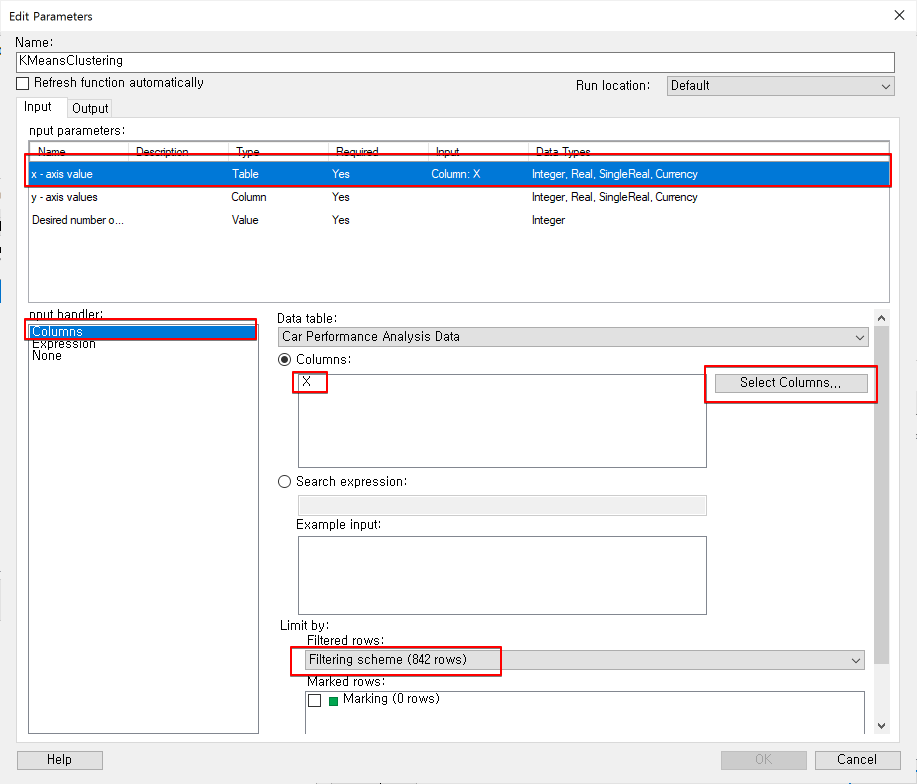 Edit Parameters
Name:
KMeansClustering
Refresh function automatically
Run location: Default
Input Output
nput parameters:
Name Description Type Required Input Data Types
x - axis value Table Yes Column: X Integer, Real, SingleReal, Currency
y - axis values Column Yes Integer, Real, SingleReal, Currency
Desired number o... Value Yes Integer
nput handler:
Columns
Expression
None
Data table:
Car Performance Analysis Data
Columns:
X
Select Columns...
Search expression:
Example input:
Limit by:
Filtered rows:
Filtering scheme (842 rows)
Marked rows:
Marking (0 rows)
Help OK Cancel